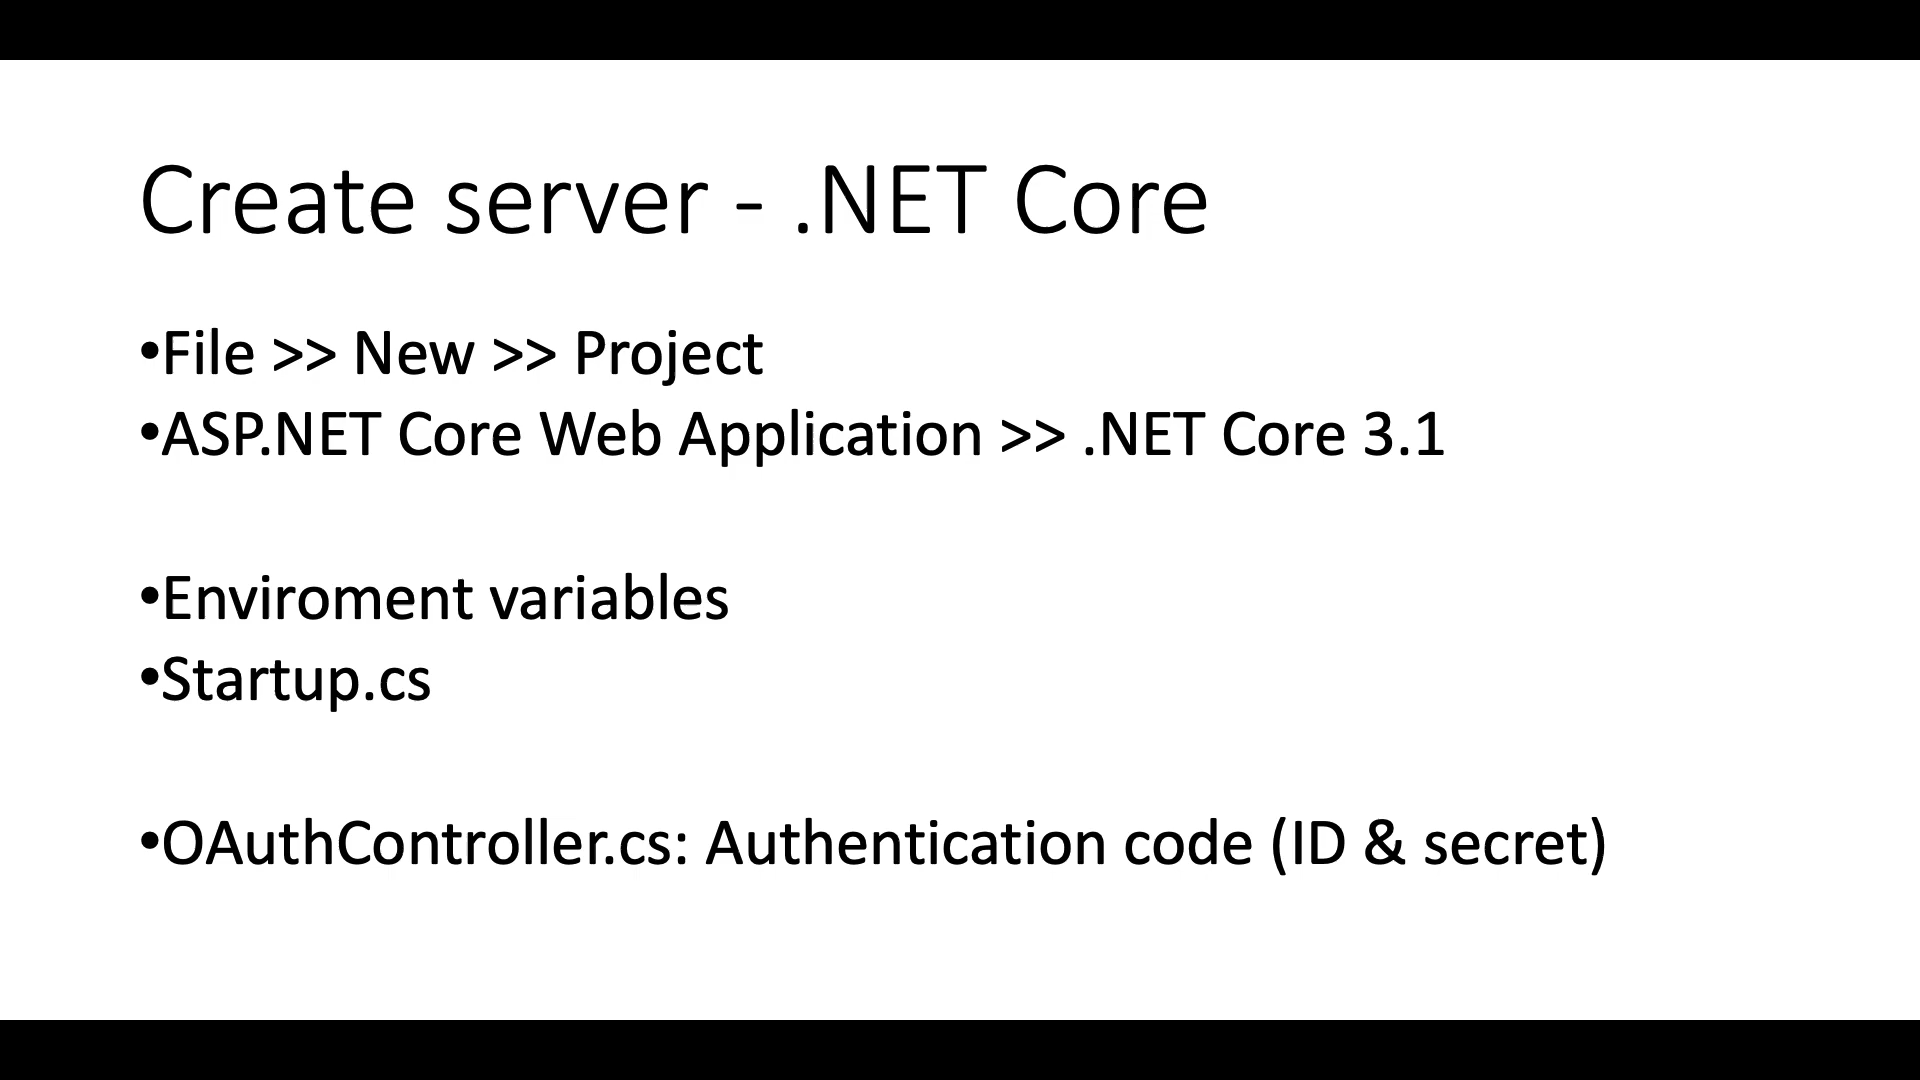 Create server - .NET Core
•File >> New >> Project
•ASP.NET Core Web Application >> .NET Core 3.1
•Enviroment variables
•Startup.cs
•OAuthController.cs: Authentication code (ID & secret)